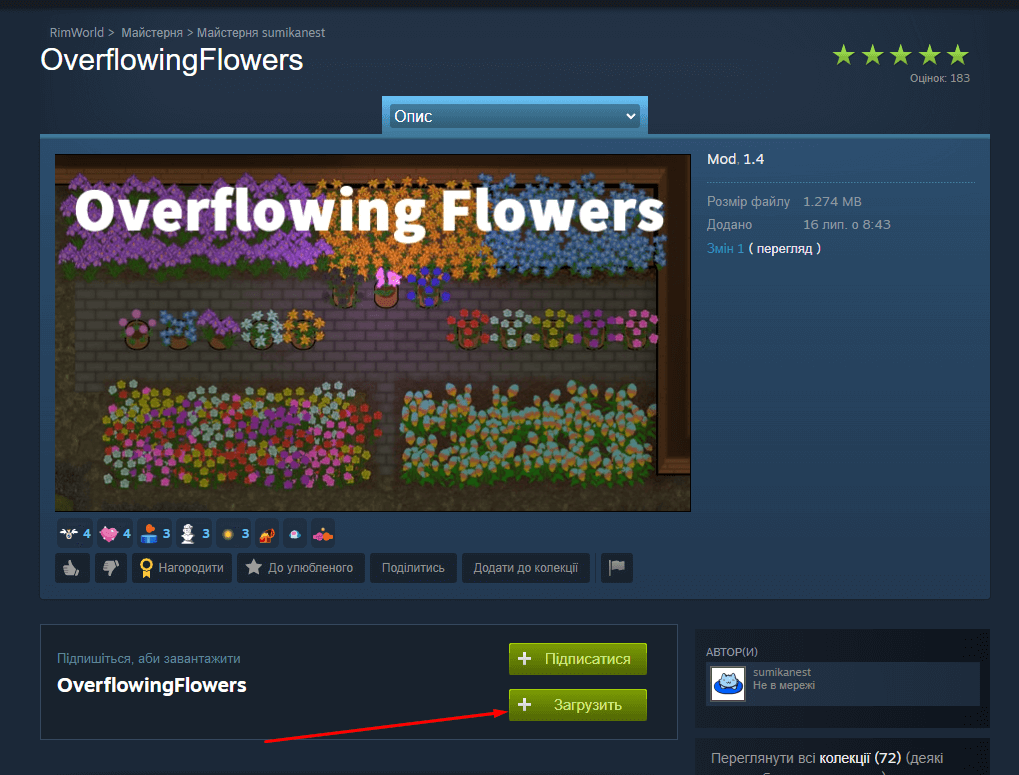 RimWorld > Майстерня > Майстерня sumikanest
OverflowingFlowers
Оцінок: 183
Опис
Overflowing Flowers
Mod. 1.4
Розмір файлу 1.274 MB
Додано 16 лип. о 8:43
Змін 1 ( перегляд )
4 4 3 3 3
Нагородити До улюбленого Поділитись Додати до колекції
Підпишіться, аби завантажити
OverflowingFlowers
+ Підписатися
+ Загрузить
АВТОР(И)
sumikanest
Не в мережі
Переглянути всі колекції (72) (деякі